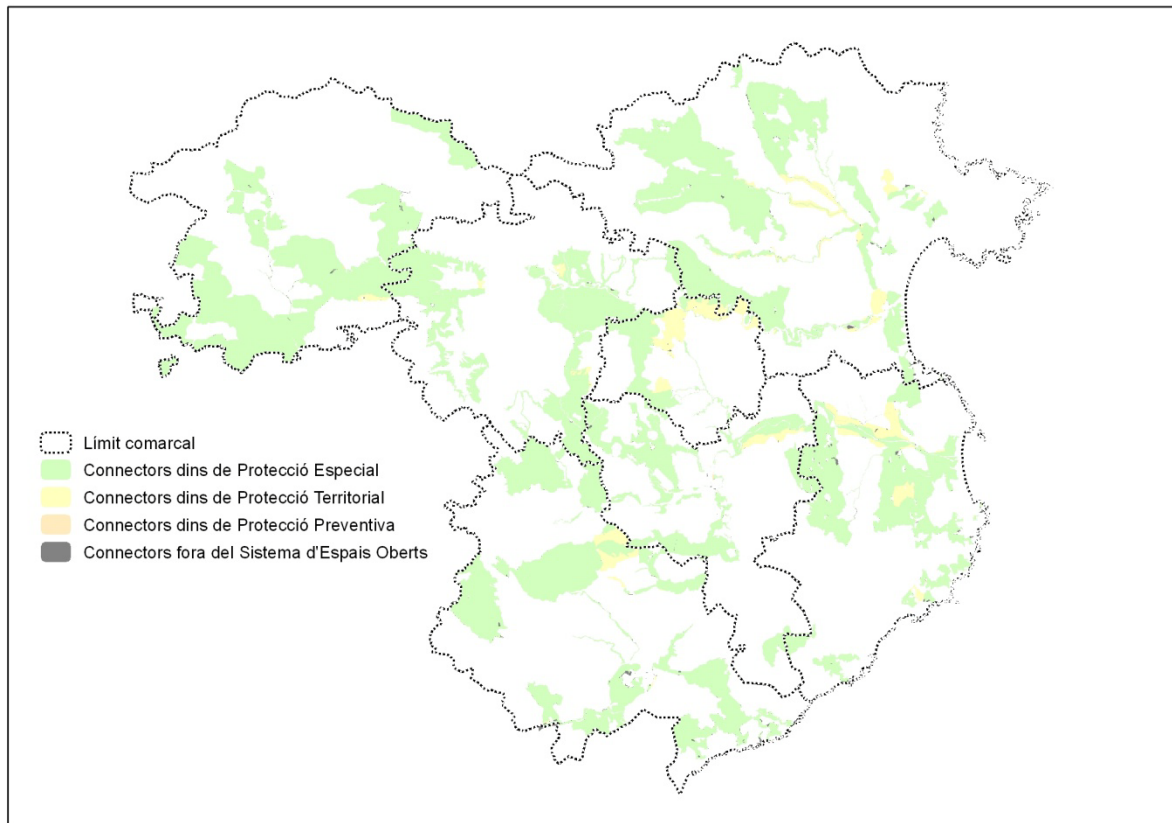 Límit comarcal
Connectors dins de Protecció Especial
Connectors dins de Protecció Territorial
Connectors dins de Protecció Preventiva
Connectors fora del Sistema d'Espais Oberts